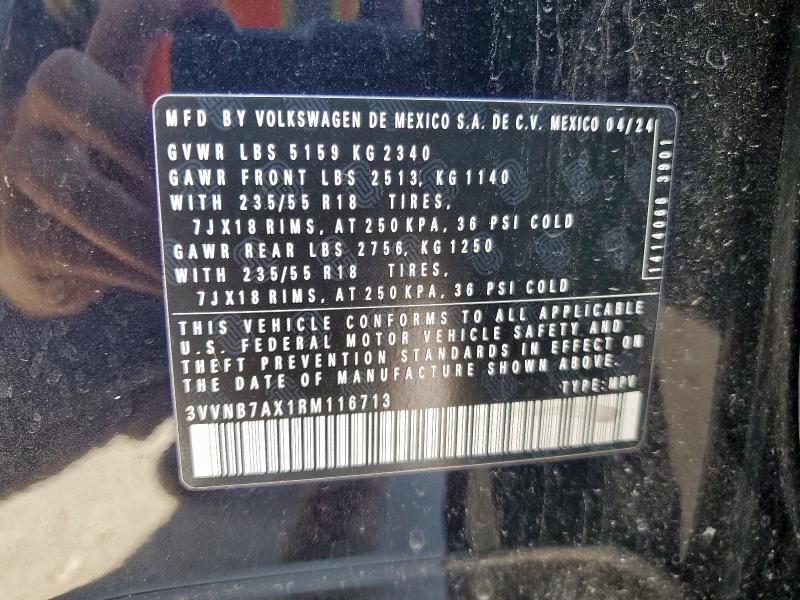 MFD BY VOLKSWAGEN DE MEXICO S.A. DE C.V. MEXICO 04/24
GVWR LBS 5159 KG 2340
GAWR FRONT LBS 2513, KG 1140
WITH 235/55 R18 TIRES,
7JX18 RIMS, AT 250 KPA, 36 PSI COLD
GAWR REAR LBS 2756, KG 1250
WITH 235/55 R18 TIRES,
7JX18 RIMS, AT 250 KPA, 36 PSI COLD
THIS VEHICLE CONFORMS TO ALL APPLICABLE
U.S. FEDERAL MOTOR VEHICLE SAFETY AND
THEFT PREVENTION STANDARDS IN EFFECT ON
THE DATE OF MANUFACTURE SHOWN ABOVE.
TYPE: MPV
3VVNB7AX1RM116713